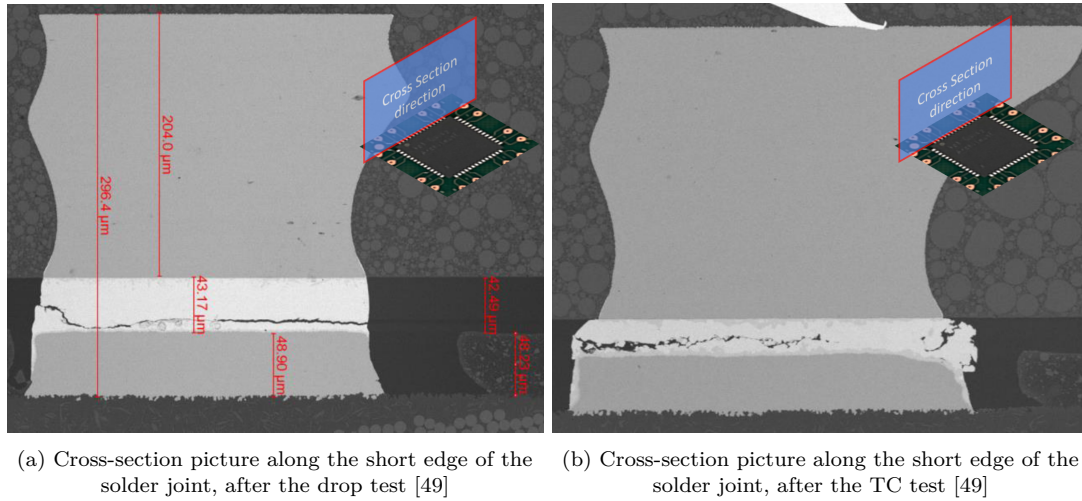 204.0 µm
296.4 µm
43.17 µm
48.90 µm
42.49 µm
48.23 µm
Cross Section
direction
Cross Section
direction
(a) Cross-section picture along the short edge of the
solder joint, after the drop test [49]
(b) Cross-section picture along the short edge of the
solder joint, after the TC test [49]